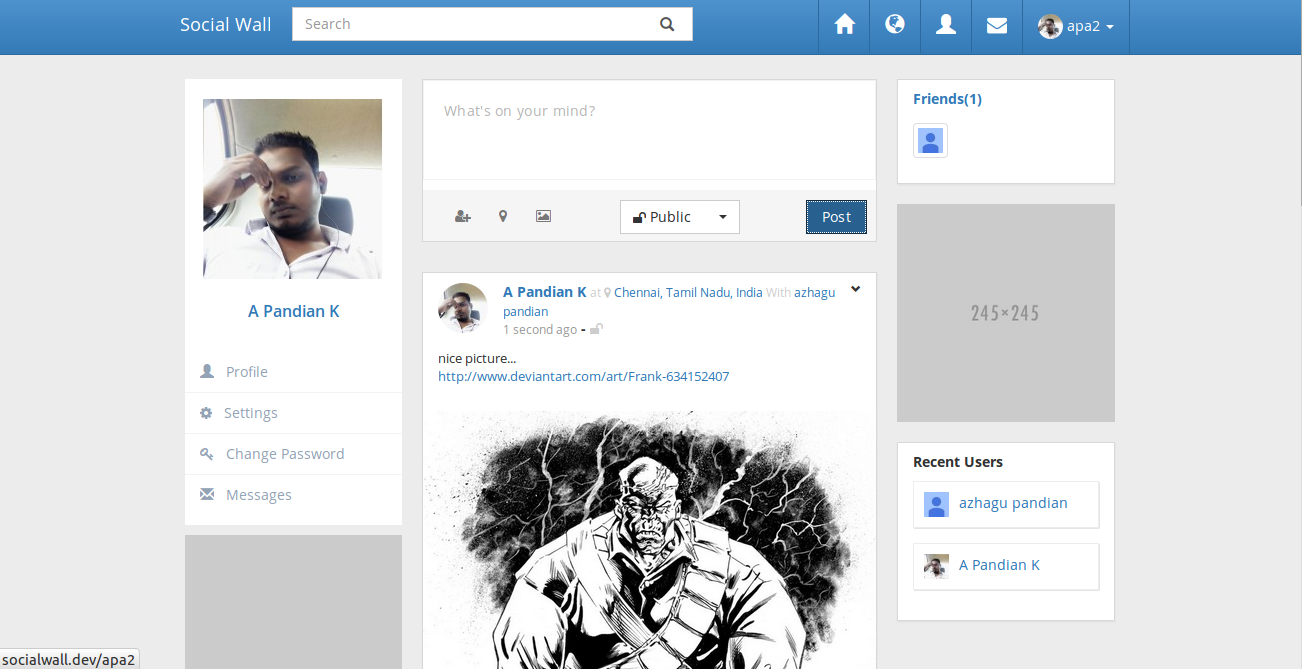 Social Wall
Search
apa2
A Pandian K
Profile
Settings
Change Password
Messages
What's on your mind?
Public
Post
A Pandian K at Chennai, Tamil Nadu, India With azhagu
pandian
1 second ago -
nice picture...
http://www.deviantart.com/art/Frank-634152407
Friends(1)
245×245
Recent Users
azhagu pandian
A Pandian K
socialwall.dev/apa2